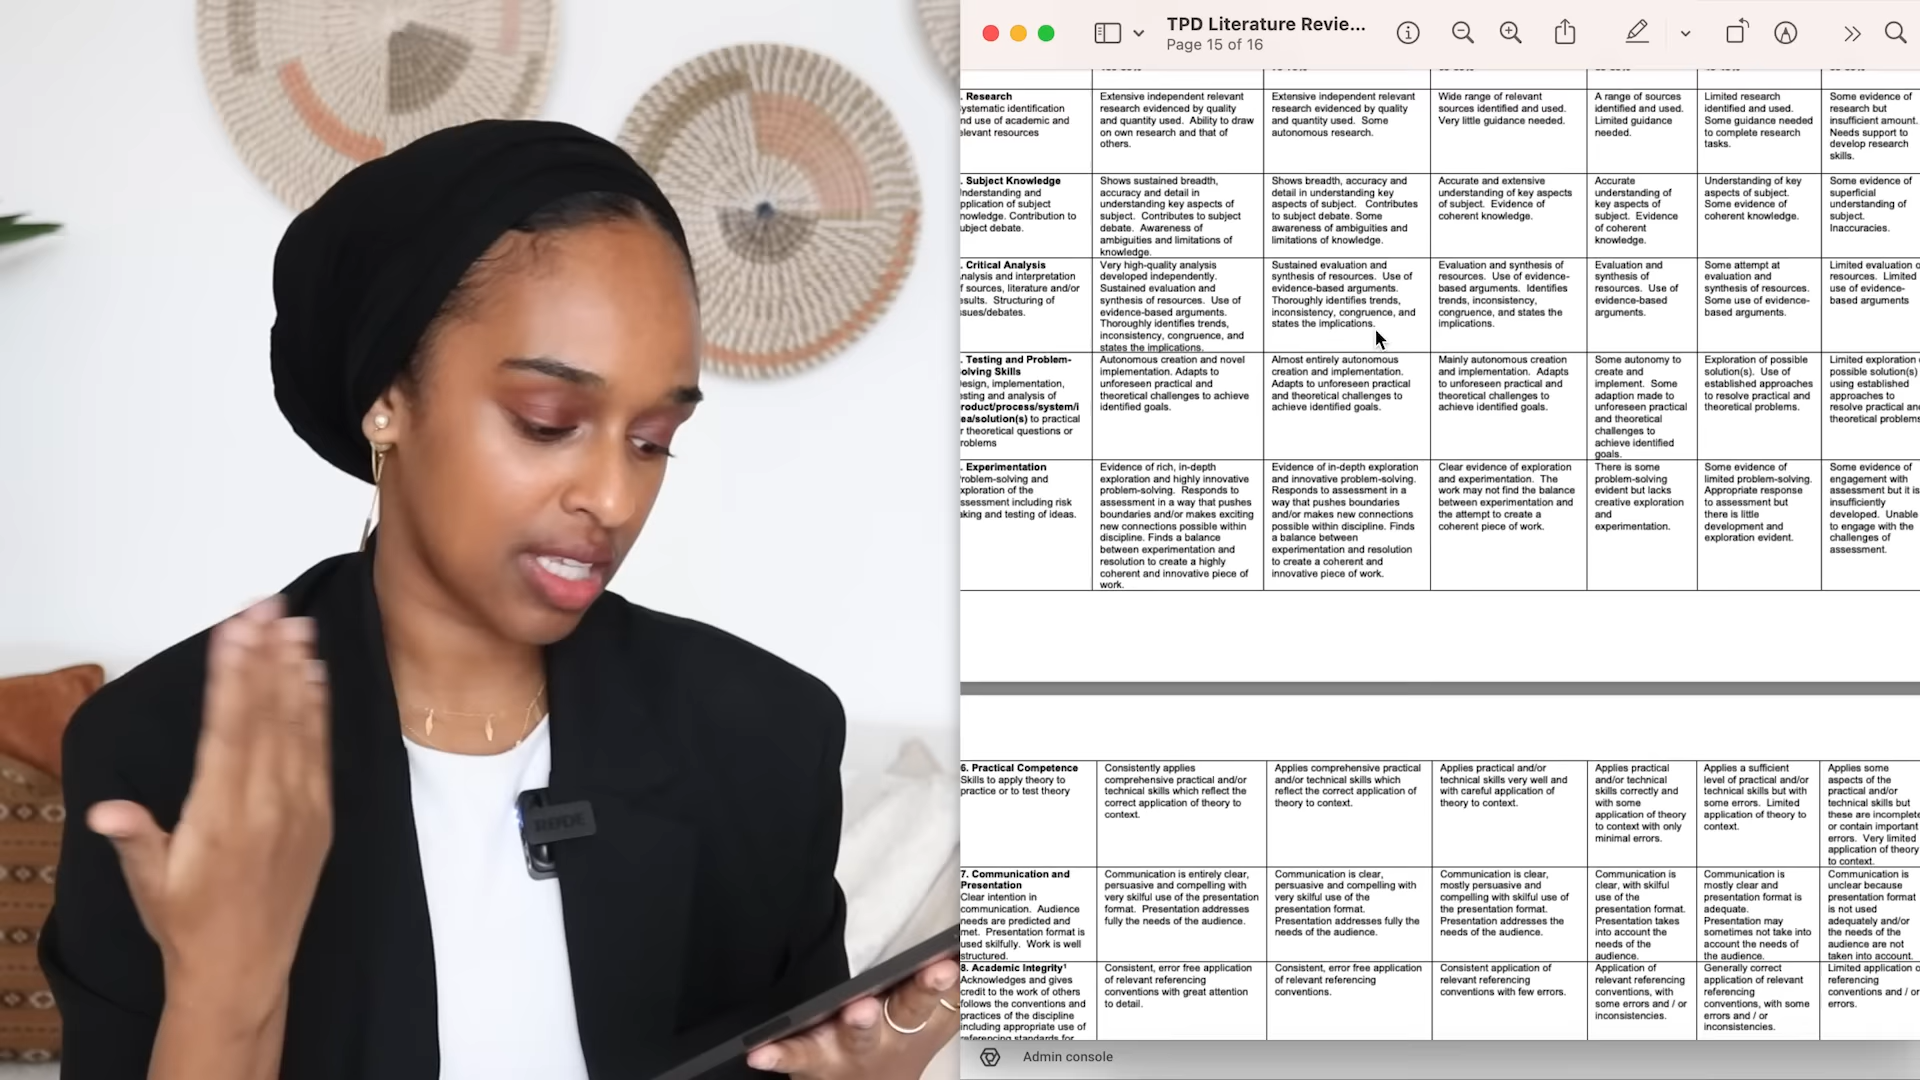 TPD Literature Revie...
Page 15 of 16
. Research
ystematic identification
nd use of academic and
elevant resources
Extensive independent relevant
research evidenced by quality
and quantity used. Ability to draw
on own research and that of
others.
Extensive independent relevant
research evidenced by quality
and quantity used. Some
autonomous research.
Wide range of relevant
sources identified and used.
Very little guidance needed.
A range of sources
identified and used.
Limited guidance
needed.
Limited research
identified and used.
Some guidance needed
to complete research
tasks.
Some evidence of
research but
insufficient amount.
Needs support to
develop research
skills.
. Subject Knowledge
nderstanding and
pplication of subject
nowledge. Contribution to
ubject debate.
Shows sustained breadth,
accuracy and detail in
understanding key aspects of
subject. Contributes to subject
debate. Awareness of
ambiguities and limitations of
knowledge.
Shows breadth, accuracy and
detail in understanding key
aspects of subject. Contributes
to subject debate. Some
awareness of ambiguities and
limitations of knowledge.
Accurate and extensive
understanding of key aspects
of subject. Evidence of
coherent knowledge.
Accurate
understanding of
key aspects of
subject. Evidence
of coherent
knowledge.
Understanding of key
aspects of subject.
Some evidence of
coherent knowledge.
Some evidence of
superficial
understanding of
subject.
Inaccuracies.
. Critical Analysis
nalysis and interpretation
f sources, literature and/or
esults. Structuring of
ssues/debates.
Very high-quality analysis
developed independently.
Sustained evaluation and
synthesis of resources. Use of
evidence-based arguments.
Thoroughly identifies trends,
inconsistency, congruence, and
states the implications.
Sustained evaluation and
synthesis of resources. Use of
evidence-based arguments.
Thoroughly identifies trends,
inconsistency, congruence, and
states the implications.
Evaluation and synthesis of
resources. Use of evidence-
based arguments. Identifies
trends, inconsistency,
congruence, and states the
implications.
Evaluation and
synthesis of
resources. Use of
evidence-based
arguments.
Some attempt at
evaluation and
synthesis of resources.
Some use of evidence-
based arguments.
Limited evaluation o
resources. Limited
use of evidence-
based arguments
. Testing and Problem-
olving Skills
esign, implementation,
esting and analysis of
roduct/process/system/i
ea/solution(s) to practical
r theoretical questions or
roblems
Autonomous creation and novel
implementation. Adapts to
unforeseen practical and
theoretical challenges to achieve
identified goals.
Almost entirely autonomous
creation and implementation.
Adapts to unforeseen practical
and theoretical challenges to
achieve identified goals.
Mainly autonomous creation
and implementation. Adapts
to unforeseen practical and
theoretical challenges to
achieve identified goals.
Some autonomy to
create and
implement. Some
adaption made to
unforeseen practical
and theoretical
challenges to
achieve identified
goals.
Exploration of possible
solution(s). Use of
established approaches
to resolve practical and
theoretical problems.
Limited exploration o
possible solution(s)
using established
approaches to
resolve practical an
theoretical problems
. Experimentation
roblem-solving and
xploration of the
ssessment including risk
aking and testing of ideas.
Evidence of rich, in-depth
exploration and highly innovative
problem-solving. Responds to
assessment in a way that pushes
boundaries and/or makes exciting
new connections possible within
discipline. Finds a balance
between experimentation and
resolution to create a highly
coherent and innovative piece of
work.
Evidence of in-depth exploration
and innovative problem-solving.
Responds to assessment in a
way that pushes boundaries
and/or makes new connections
possible within discipline. Finds
a balance between
experimentation and resolution
to create a coherent and
innovative piece of work.
Clear evidence of exploration
and experimentation. The
work may not find the balance
between experimentation and
the attempt to create a
coherent piece of work.
There is some
problem-solving
evident but lacks
creative exploration
and
experimentation.
Some evidence of
limited problem-solving.
Appropriate response
to assessment but
there is little
development and
exploration evident.
Some evidence of
engagement with
assessment but it is
insufficiently
developed. Unable
to engage with the
challenges of
assessment.
6. Practical Competence
Skills to apply theory to
practice or to test theory
Consistently applies
comprehensive practical and/or
technical skills which reflect the
correct application of theory to
context.
Applies comprehensive practical
and/or technical skills which
reflect the correct application of
theory to context.
Applies practical and/or
technical skills very well and
with careful application of
theory to context.
Applies practical
and/or technical
skills correctly and
with some
application of theory
to context with only
minimal errors.
Applies a sufficient
level of practical and/or
technical skills but with
some errors. Limited
application of theory to
context.
Applies some
aspects of the
practical and/or
technical skills but
these are incomplete
or contain important
errors. Very limited
application of theory
to context.
7. Communication and
Presentation
Clear intention in
communication. Audience
needs are predicted and
met. Presentation format is
used skilfully. Work is well
structured.
Communication is entirely clear,
persuasive and compelling with
very skilful use of the presentation
format. Presentation addresses
fully the needs of the audience.
Communication is clear,
persuasive and compelling with
very skilful use of the
presentation format.
Presentation addresses fully the
needs of the audience.
Communication is clear,
mostly persuasive and
compelling with skilful use of
the presentation format.
Presentation addresses the
needs of the audience.
Communication is
clear, with skilful
use of the
presentation format.
Presentation takes
into account the
needs of the
audience.
Communication is
mostly clear and
presentation format is
adequate.
Presentation may
sometimes not take into
account the needs of
the audience.
Communication is
unclear because
presentation format
is not used
adequately and/or
the needs of the
audience are not
taken into account.
8. Academic Integrity¹
Acknowledges and gives
credit to the work of others
follows the conventions and
practices of the discipline
including appropriate use of
referencing standards for
Consistent, error free application
of relevant referencing
conventions with great attention
to detail.
Consistent, error free application
of relevant referencing
conventions.
Consistent application of
relevant referencing
conventions with few errors.
Application of
relevant referencing
conventions, with
some errors and / or
inconsistencies.
Generally correct
application of relevant
referencing
conventions, with some
errors and / or
inconsistencies.
Limited application o
referencing
conventions and / or
errors.
Admin console
RØDE